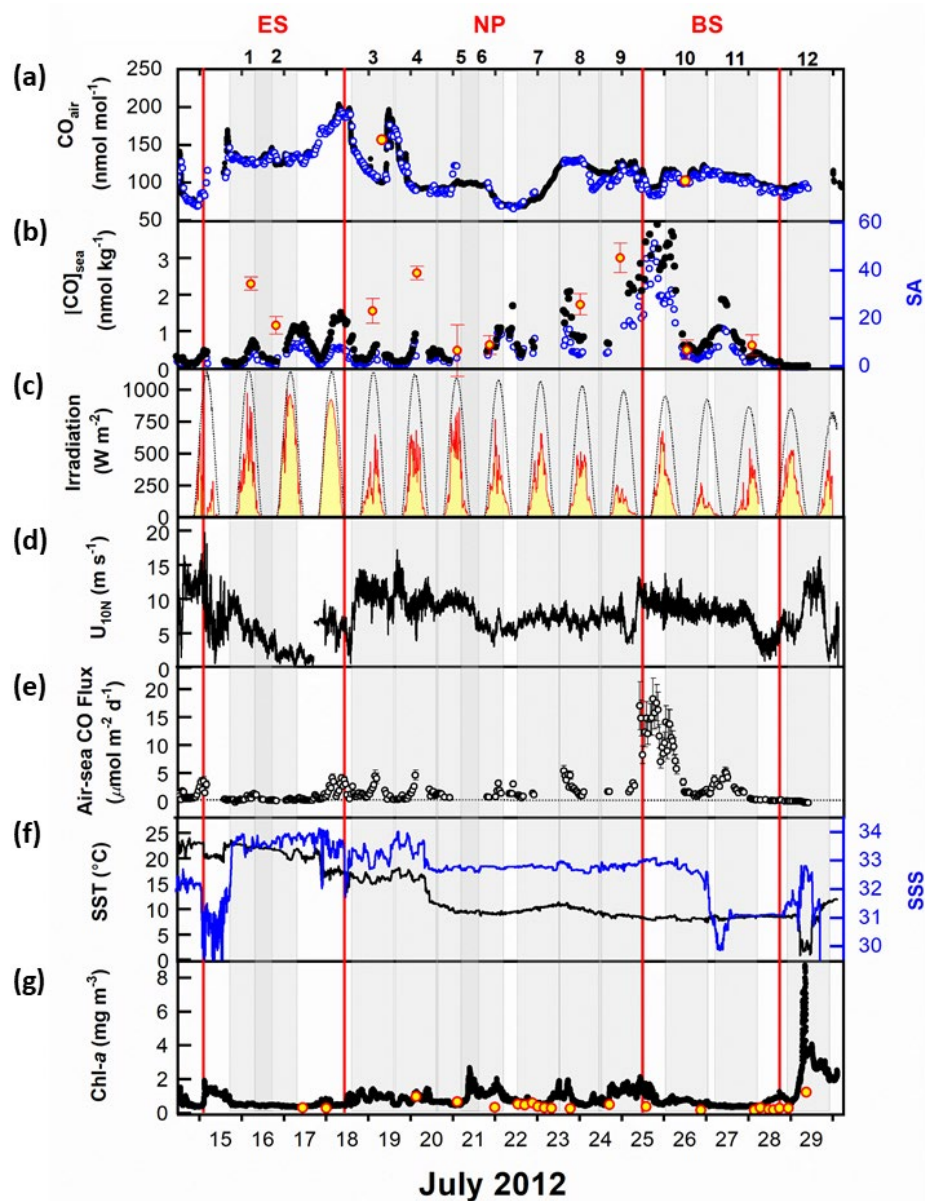 ES NP BS
1 2 3 4 5 6 7 8 9 10 11 12
(a)
CO_air (nmol mol⁻¹)
250
200
150
100
50
(b)
[CO]_sea (nmol kg⁻¹)
3
2
1
0
60
40
20
0
SA
(c)
Irradiation (W m⁻²)
1000
750
500
250
0
(d)
U_10N (m s⁻¹)
20
15
10
5
0
(e)
Air-sea CO Flux (μmol m⁻² d⁻¹)
20
15
10
5
0
(f)
SST (°C)
25
20
15
10
5
0
34
33
32
31
30
SSS
(g)
Chl-a (mg m⁻³)
8
6
4
2
0
15 16 17 18 19 20 21 22 23 24 25 26 27 28 29
July 2012